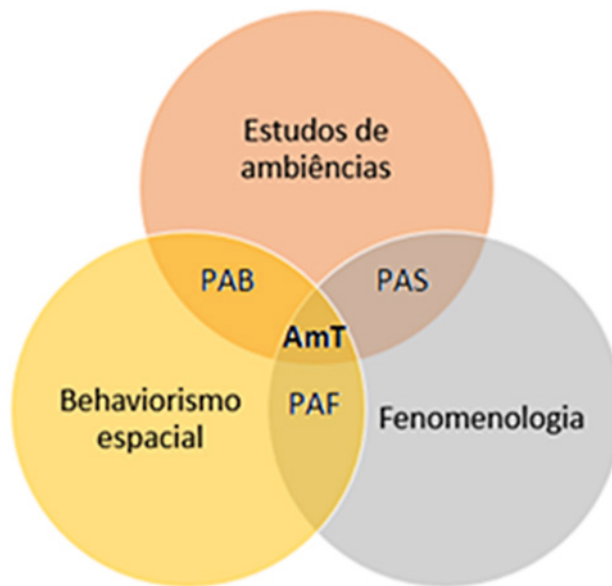 Estudos de
ambiências
PAB
PAS
AmT
Behaviorismo
espacial
PAF
Fenomenologia